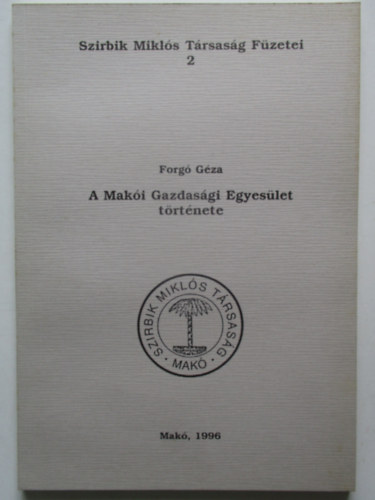 Szirbik Miklós Társaság Füzetei
2
Forgó Géza
A Makói Gazdasági Egyesület
története
SZIRBIK MIKLÓS TÁRSASÁG
· MAKÓ ·
Makó, 1996